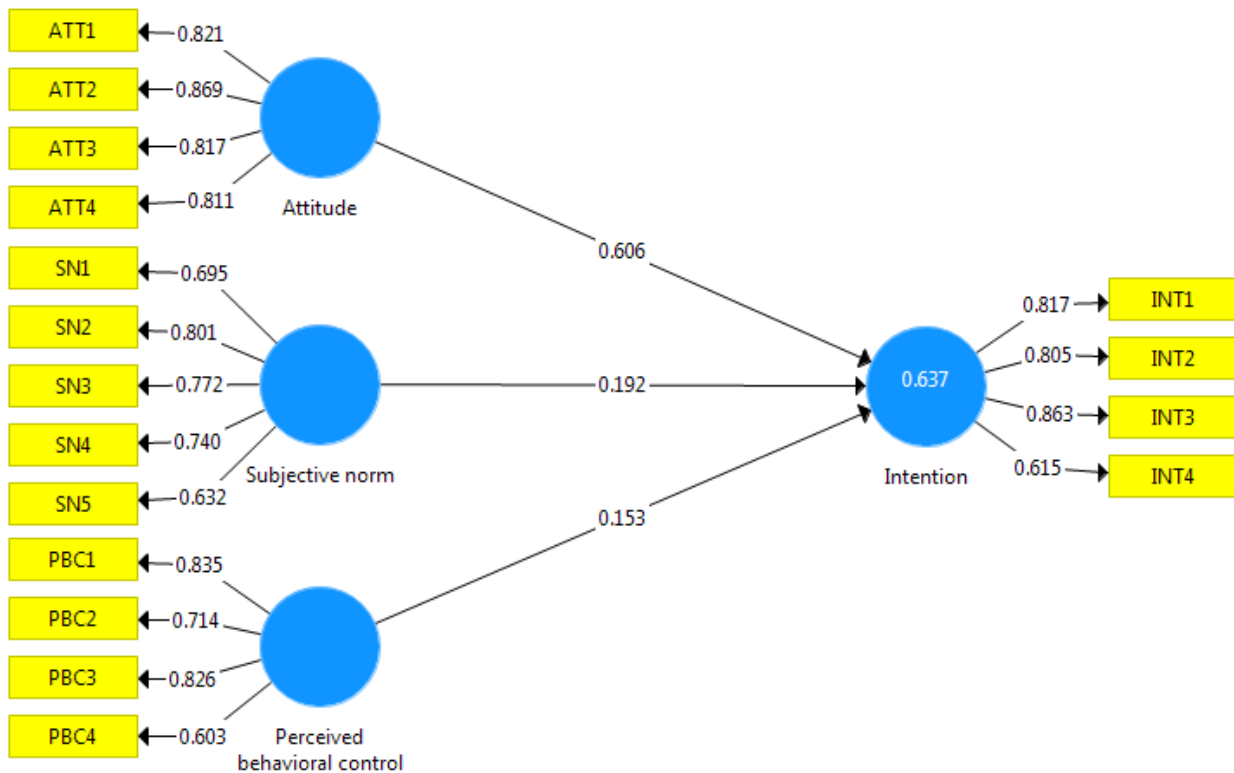 ATT1
0.821
ATT2
0.869
ATT3
0.817
ATT4
0.811
Attitude
SN1
0.695
SN2
0.801
SN3
0.772
SN4
0.740
SN5
0.632
Subjective norm
PBC1
0.835
PBC2
0.714
PBC3
0.826
PBC4
0.603
Perceived
behavioral control
0.606
0.192
0.153
0.637
Intention
0.817
INT1
0.805
INT2
0.863
INT3
0.615
INT4